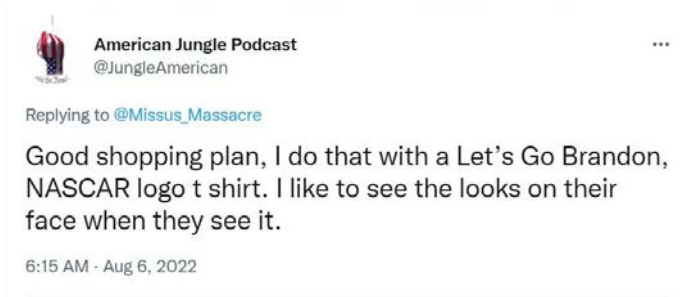 American Jungle Podcast
@JungleAmerican
Replying to @Missus_Massacre
Good shopping plan, I do that with a Let's Go Brandon,
NASCAR logo t shirt. I like to see the looks on their
face when they see it.
6:15 AM · Aug 6, 2022